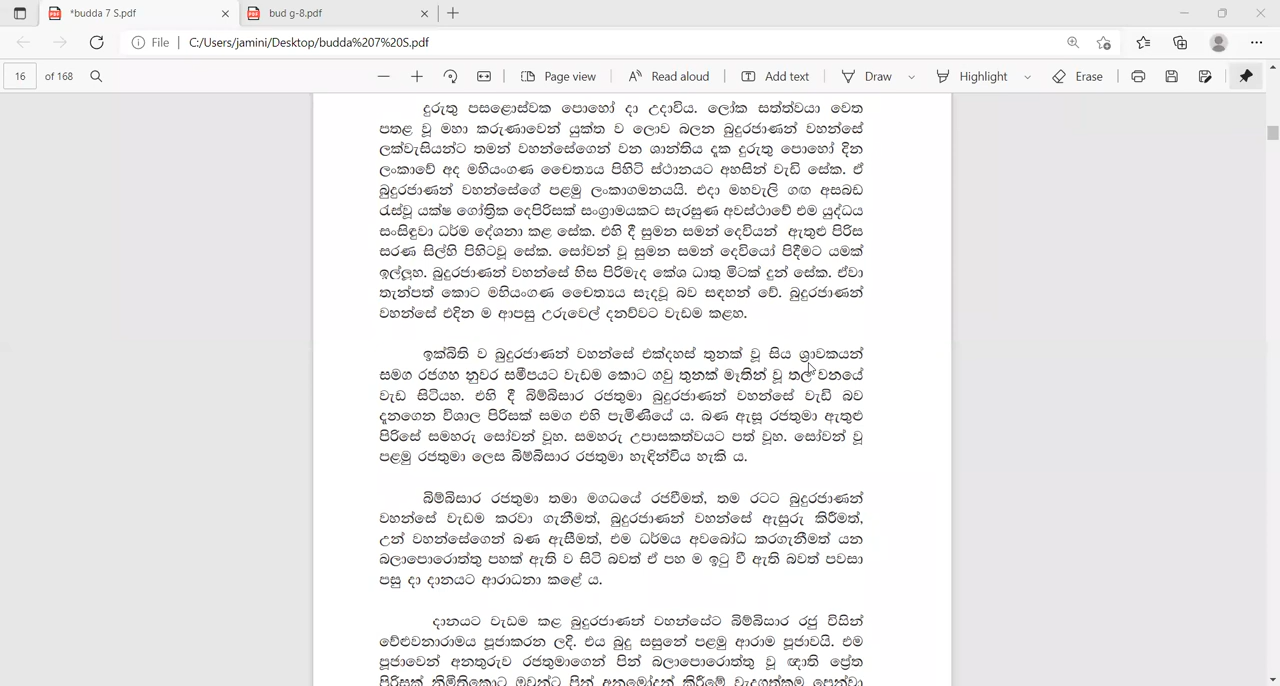 *budda 7 S.pdf
bud g-8.pdf
File
C:/Users/jamini/Desktop/budda%207%20S.pdf
16 of 168
Page view
Read aloud
Add text
Draw
Highlight
Erase
දුරුතු පසළොස්වක පොහෝ දා උදාවිය. ලෝක සත්ත්වයා වෙත
පතළ වූ මහා කරුණාවෙන් යුක්ත ව ලොව බලන බුදුරජාණන් වහන්සේ
ලක්වැසියන්ට තමන් වහන්සේගෙන් වන ශාන්තිය දැක දුරුතු පොහෝ දින
ලංකාවේ අද මහියංගණ චෛත්‍යය පිහිටි ස්ථානයට අහසින් වැඩි සේක. ඒ
බුදුරජාණන් වහන්සේගේ පළමු ලංකාගමනයයි. එදා මහවැලි ගඟ අසබඩ
රැස්වූ යක්ෂ ගෝත්‍රික දෙපිරිසක් සංග්‍රාමයකට සැරසුණ අවස්ථාවේ එම යුද්ධය
සංසිඳුවා ධර්ම දේශනා කළ සේක. එහි දී සුමන සමන් දෙවියන් ඇතුළු පිරිස
සරණ සිල්හි පිහිටවූ සේක. සෝවන් වූ සුමන සමන් දෙවියෝ පිදීමට යමක්
ඉල්ලූහ. බුදුරජාණන් වහන්සේ හිස පිරිමැද කේශ ධාතු මිටක් දුන් සේක. ඒවා
තැන්පත් කොට මහියංගණ චෛත්‍යය සෑදවූ බව සඳහන් වේ. බුදුරජාණන්
වහන්සේ එදින ම ආපසු උරුවෙල් දනව්වට වැඩම කළහ.
ඉක්බිති ව බුදුරජාණන් වහන්සේ එක්දහස් තුනක් වූ සිය ශ්‍රාවකයන්
සමග රජගහ නුවර සමීපයට වැඩම කොට ගවු තුනක් මෑතින් වූ තල් වනයේ
වැඩ සිටියහ. එහි දී බිම්බිසාර රජතුමා බුදුරජාණන් වහන්සේ වැඩි බව
දැනගෙන විශාල පිරිසක් සමග එහි පැමිණියේ ය. බණ ඇසූ රජතුමා ඇතුළු
පිරිසේ සමහරු සෝවන් වූහ. සමහරු උපාසකත්වයට පත් වූහ. සෝවන් වූ
පළමු රජතුමා ලෙස බිම්බිසාර රජතුමා හැඳින්විය හැකි ය.
බිම්බිසාර රජතුමා තමා මගධයේ රජවීමත්, තම රටට බුදුරජාණන්
වහන්සේ වැඩම කරවා ගැනීමත්, බුදුරජාණන් වහන්සේ ඇසුරු කිරීමත්,
උන් වහන්සේගෙන් බණ ඇසීමත්, එම ධර්මය අවබෝධ කරගැනීමත් යන
බලාපොරොත්තු පහක් ඇති ව සිටි බවත් ඒ පහ ම ඉටු වී ඇති බවත් පවසා
පසු දා දානයට ආරාධනා කළේ ය.
දානයට වැඩම කළ බුදුරජාණන් වහන්සේට බිම්බිසාර රජු විසින්
වේළුවනාරාමය පූජාකරන ලදි. එය බුදු සසුනේ පළමු ආරාම පූජාවයි. එම
පූජාවෙන් අනතුරුව රජතුමාගෙන් පින් බලාපොරොත්තු වූ ඥාති ප්‍රේත
පිරිසක් නිමිතිකොට ඔවුන්ට පින් අනුමෝදන් කිරීමේ වැදගත්කම පෙන්වා